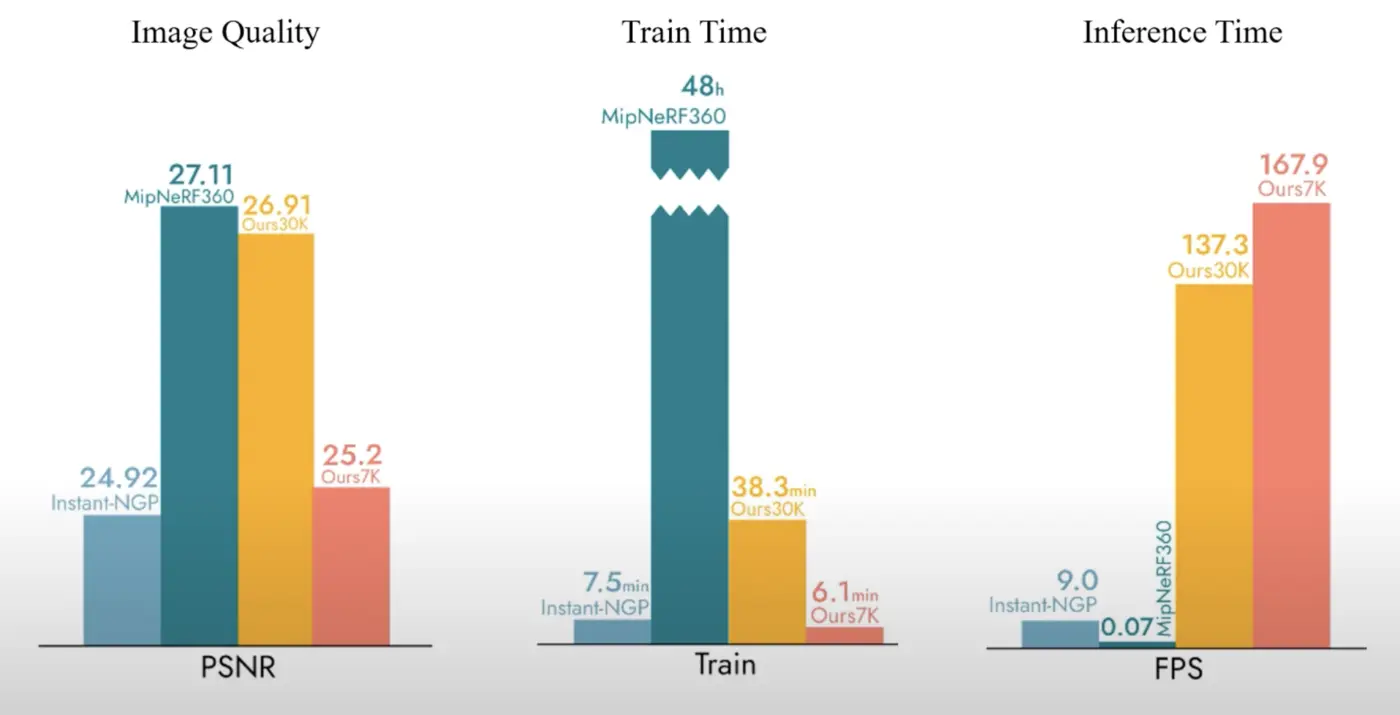 Image Quality
Train Time
Inference Time
24.92
Instant-NGP
27.11
MipNeRF360
26.91
Ours30K
25.2
Ours7K
PSNR
7.5min
Instant-NGP
48h
MipNeRF360
38.3min
Ours30K
6.1min
Ours7K
Train
9.0
Instant-NGP
0.07
MipNeRF360
137.3
Ours30K
167.9
Ours7K
FPS